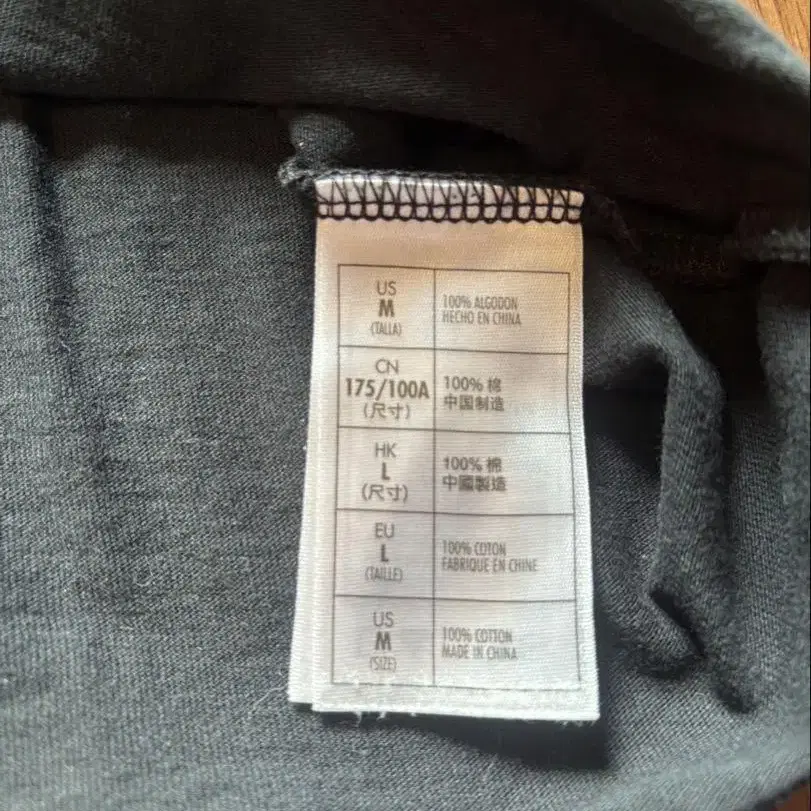 US
M
(TALLA)
100% ALGODON
HECHO EN CHINA
CN
175/100A
(尺寸)
100% 棉
中国制造
HK
L
(尺寸)
100% 棉
中國製造
EU
L
(TAILLE)
100% COTON
FABRIQUE EN CHINE
US
M
(SIZE)
100% COTTON
MADE IN CHINA